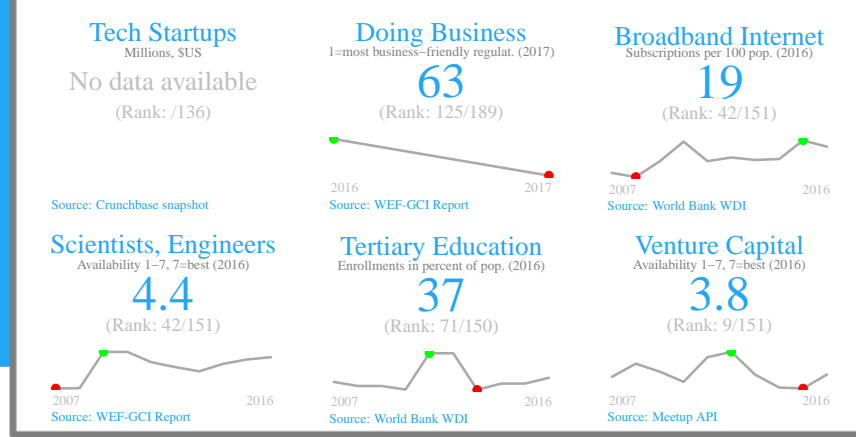 Tech Startups
Millions, $US
No data available
(Rank: /136)
Source: Crunchbase snapshot
Doing Business
1=most business–friendly regulat. (2017)
63
(Rank: 125/189)
2016 2017
Source: WEF-GCI Report
Broadband Internet
Subscriptions per 100 pop. (2016)
19
(Rank: 42/151)
2007 2016
Source: World Bank WDI
Scientists, Engineers
Availability 1–7, 7=best (2016)
4.4
(Rank: 42/151)
2007 2016
Source: WEF-GCI Report
Tertiary Education
Enrollments in percent of pop. (2016)
37
(Rank: 71/150)
2007 2016
Source: World Bank WDI
Venture Capital
Availability 1–7, 7=best (2016)
3.8
(Rank: 9/151)
2007 2016
Source: Meetup API